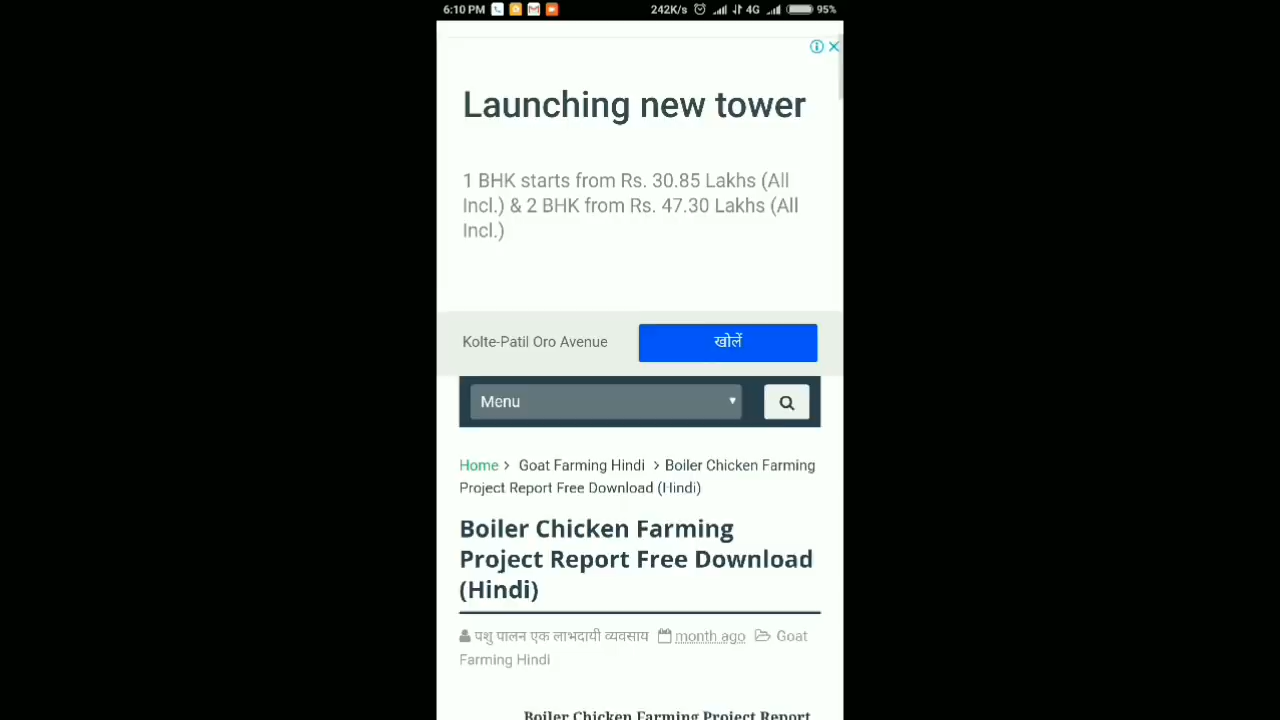 6:10 PM 242K/s 4G 95%
Launching new tower
1 BHK starts from Rs. 30.85 Lakhs (All
Incl.) & 2 BHK from Rs. 47.30 Lakhs (All
Incl.)
Kolte-Patil Oro Avenue खोलें
Menu
Home > Goat Farming Hindi > Boiler Chicken Farming
Project Report Free Download (Hindi)
Boiler Chicken Farming
Project Report Free Download
(Hindi)
पशु पालन एक लाभदायी व्यवसाय month ago Goat
Farming Hindi
Boiler Chicken Farming Project Report